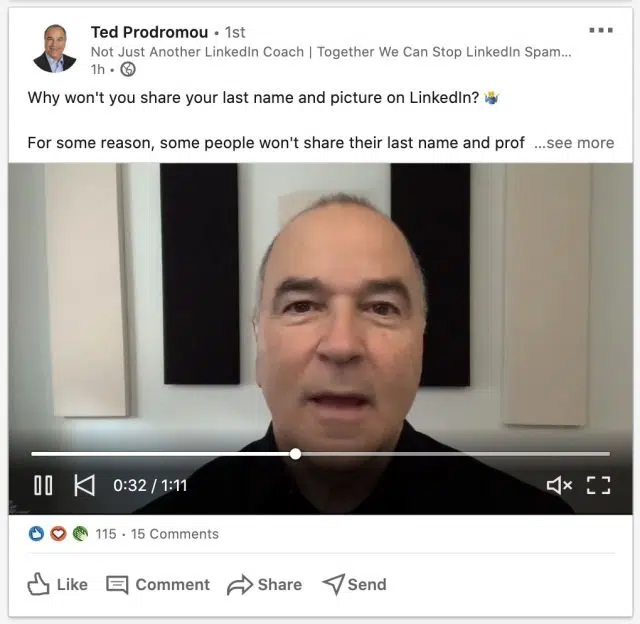 Ted Prodromou • 1st
Not Just Another LinkedIn Coach | Together We Can Stop LinkedIn Spam...
1h •
Why won't you share your last name and picture on LinkedIn? 🤷‍♂️
For some reason, some people won't share their last name and prof ...see more
0:32 / 1:11
115 · 15 Comments
Like Comment Share Send